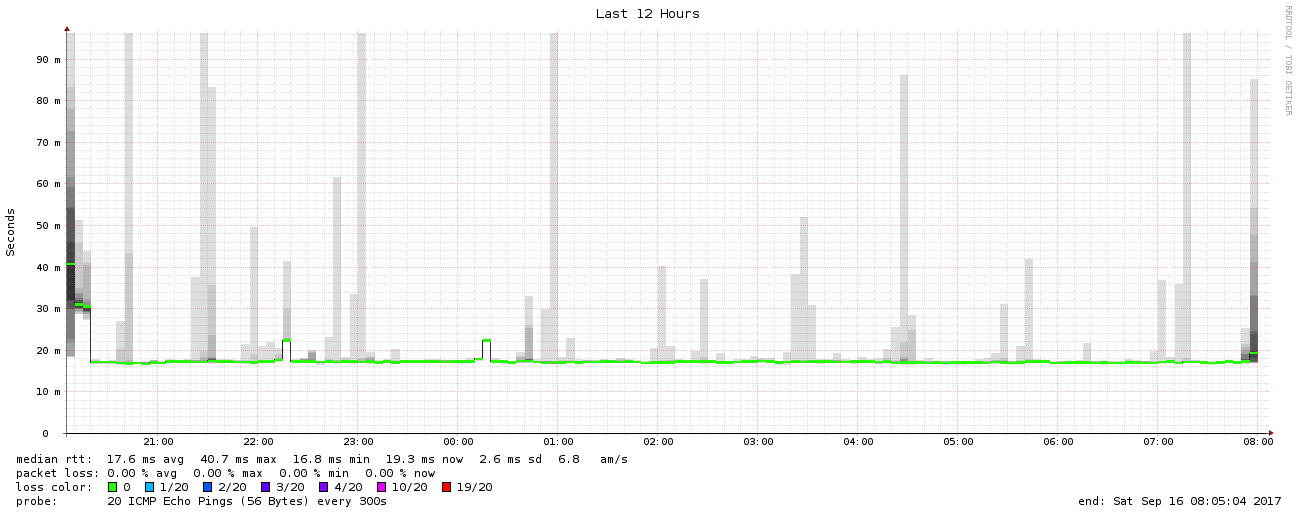 Last 12 Hours
RRDTOOL / TOBI OETIKER
Seconds
90 m
80 m
70 m
60 m
50 m
40 m
30 m
20 m
10 m
0
21:00 22:00 23:00 00:00 01:00 02:00 03:00 04:00 05:00 06:00 07:00 08:00
median rtt: 17.6 ms avg 40.7 ms max 16.8 ms min 19.3 ms now 2.6 ms sd 6.8 am/s
packet loss: 0.00 % avg 0.00 % max 0.00 % min 0.00 % now
loss color: 0 1/20 2/20 3/20 4/20 10/20 19/20
probe: 20 ICMP Echo Pings (56 Bytes) every 300s end: Sat Sep 16 08:05:04 2017